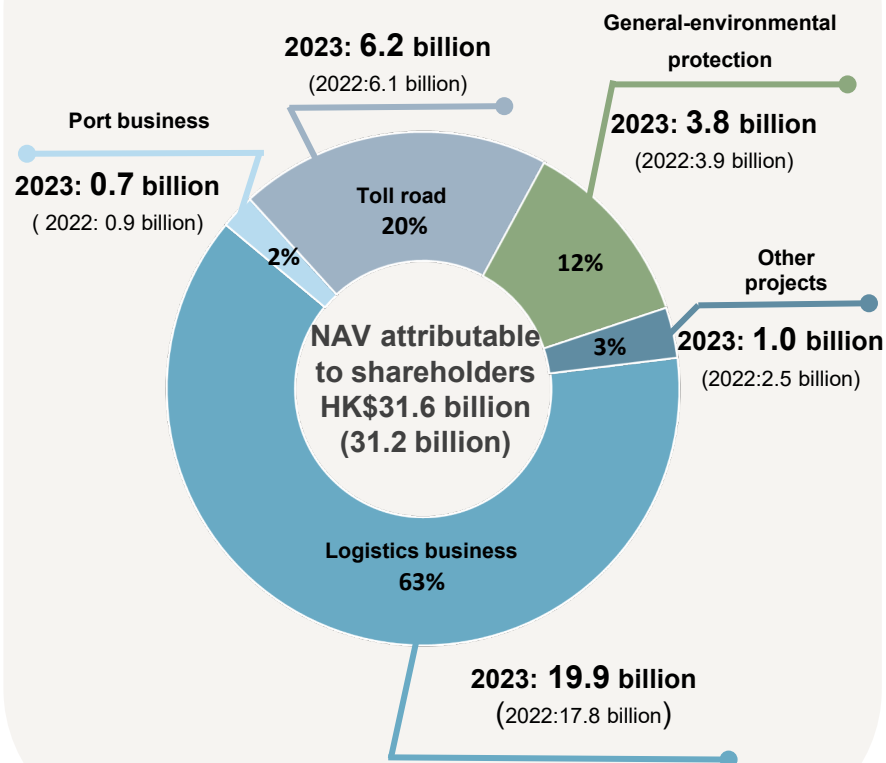 General-environmental
protection
2023: 6.2 billion
(2022:6.1 billion)
Port business
2023: 3.8 billion
(2022:3.9 billion)
2023: 0.7 billion
( 2022: 0.9 billion)
Toll road
20%
2%
12%
Other
projects
3%
2023: 1.0 billion
(2022:2.5 billion)
NAV attributable
to shareholders
HK$31.6 billion
(31.2 billion)
Logistics business
63%
2023: 19.9 billion
(2022:17.8 billion)